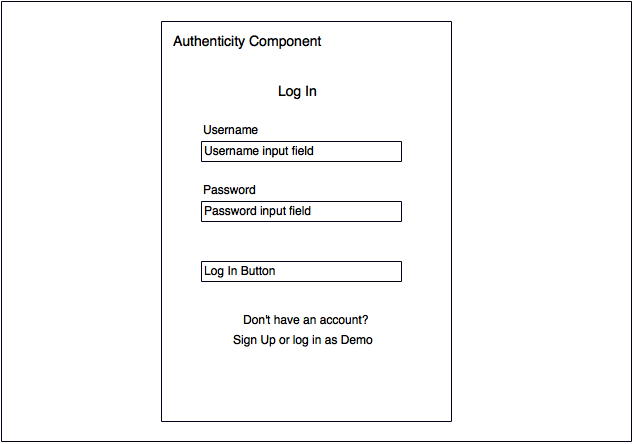 Authenticity Component
Log In
Username
Username input field
Password
Password input field
Log In Button
Don't have an account?
Sign Up or log in as Demo